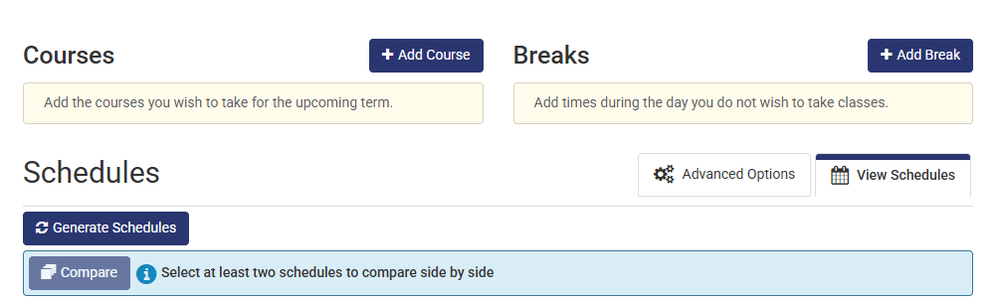 Courses
Add Course
Breaks
Add Break
Add the courses you wish to take for the upcoming term.
Add times during the day you do not wish to take classes.
Schedules
Advanced Options
View Schedules
Generate Schedules
Compare
Select at least two schedules to compare side by side